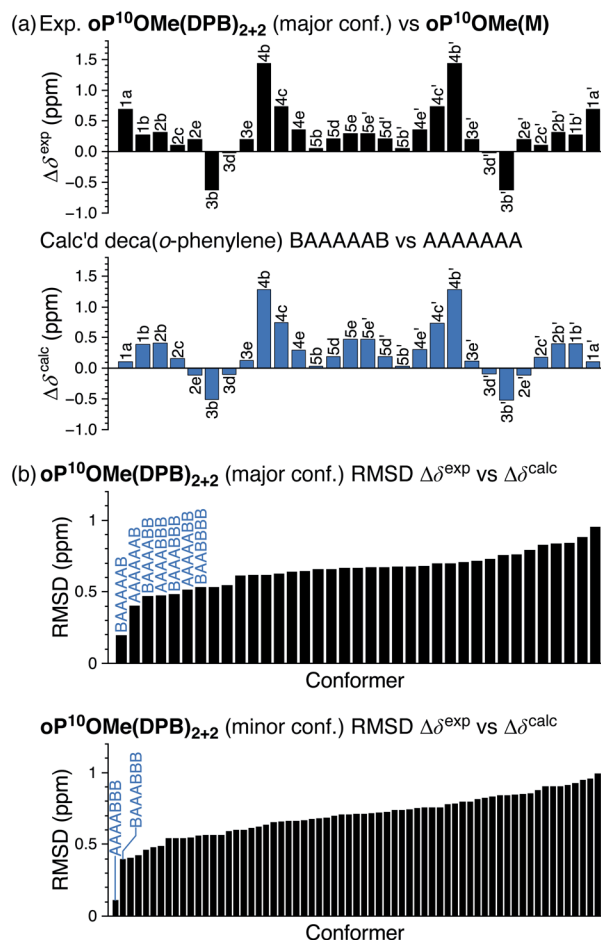 (a) Exp. oP¹⁰OMe(DPB)₂₊₂ (major conf.) vs oP¹⁰OMe(M)
Δδᵉˣᵖ (ppm)
1.5
1.0
0.5
0.0
−0.5
−1.0
1a 1b 2b 2c 2e 3b 3d 3e 4b 4c 4e 5b 5d 5e 5e' 5d' 5b' 4e' 4c' 4b' 3e' 3d' 3b' 2e' 2c' 2b' 1b' 1a'
Calc'd deca(o-phenylene) BAAAAAB vs AAAAAAA
Δδᶜᵃˡᶜ (ppm)
1.5
1.0
0.5
0.0
−0.5
−1.0
1a 1b 2b 2c 2e 3b 3d 3e 4b 4c 4e 5b 5d 5e 5e' 5d' 5b' 4e' 4c' 4b' 3e' 3d' 3b' 2e' 2c' 2b' 1b' 1a'
(b) oP¹⁰OMe(DPB)₂₊₂ (major conf.) RMSD Δδᵉˣᵖ vs Δδᶜᵃˡᶜ
RMSD (ppm)
1
0.5
0
BAAAAAB
AAAAAAB
BAAAABB
Conformer
oP¹⁰OMe(DPB)₂₊₂ (minor conf.) RMSD Δδᵉˣᵖ vs Δδᶜᵃˡᶜ
RMSD (ppm)
1
0.5
0
AAAABBB
BAAABBB
Conformer